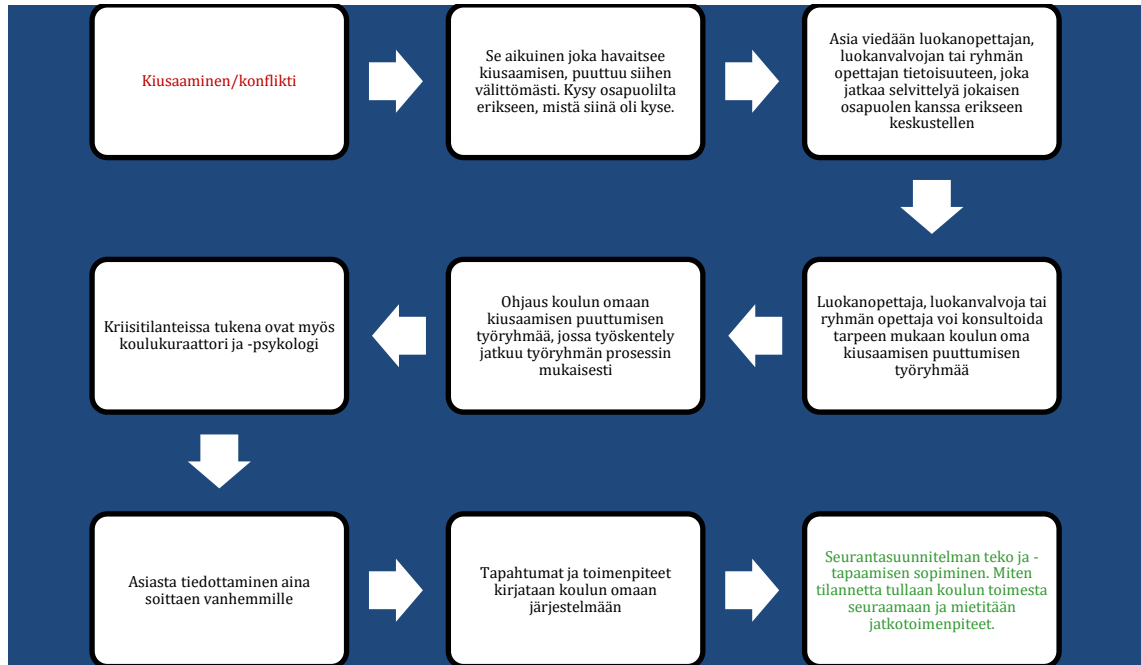 Kiusaaminen/konflikti
Se aikuinen joka havaitsee
kiusaamisen, puuttuu siihen
välittömästi. Kysy osapuolilta
erikseen, mistä siinä oli kyse.
Asia viedään luokanopettajan,
luokanvalvojan tai ryhmän
opettajan tietoisuuteen, joka
jatkaa selvittelyä jokaisen
osapuolen kanssa erikseen
keskustellen
Luokanopettaja, luokanvalvoja tai
ryhmän opettaja voi konsultoida
tarpeen mukaan koulun oma
kiusaamisen puuttumisen
työryhmää
Ohjaus koulun omaan
kiusaamisen puuttumisen
työryhmää, jossa työskentely
jatkuu työryhmän prosessin
mukaisesti
Kriisitilanteissa tukena ovat myös
koulukuraattori ja -psykologi
Asiasta tiedottaminen aina
soittaen vanhemmille
Tapahtumat ja toimenpiteet
kirjataan koulun omaan
järjestelmään
Seurantasuunnitelman teko ja -
tapaamisen sopiminen. Miten
tilannetta tullaan koulun toimesta
seuraamaan ja mietitään
jatkotoimenpiteet.